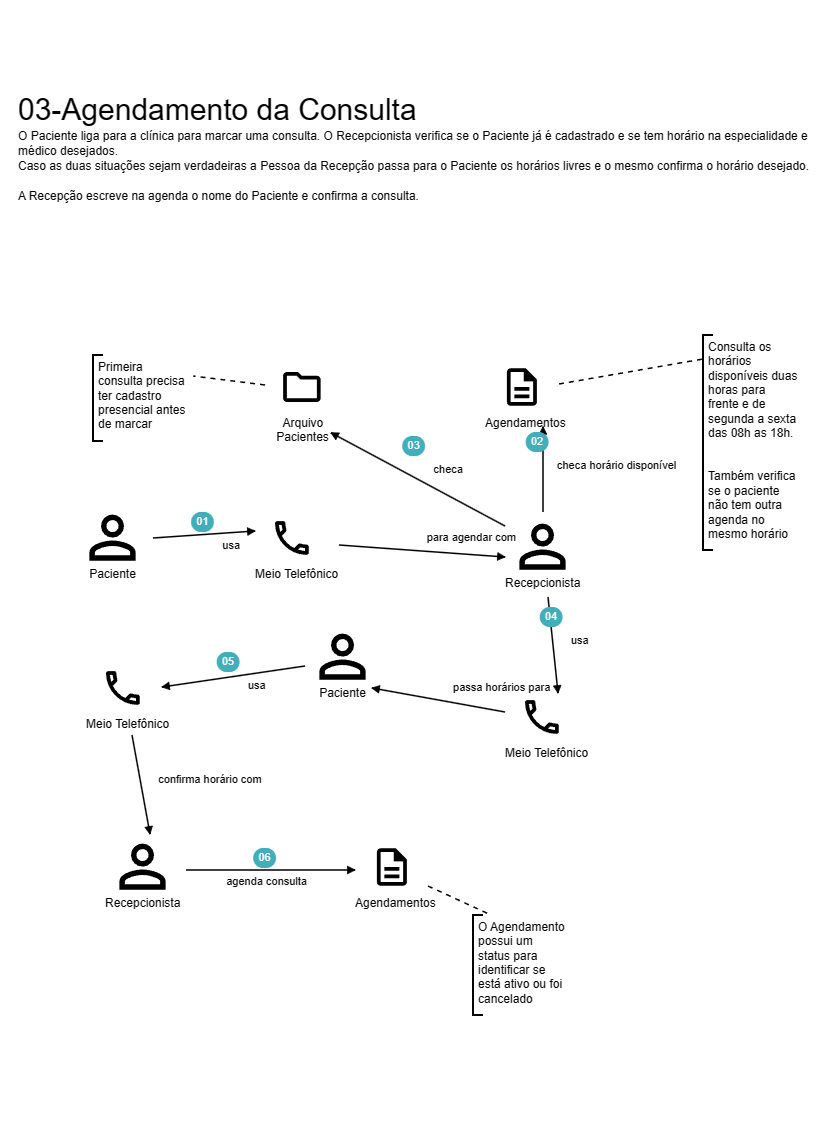 03-Agendamento da Consulta
O Paciente liga para a clínica para marcar uma consulta. O Recepcionista verifica se o Paciente já é cadastrado e se tem horário na especialidade e
médico desejados.
Caso as duas situações sejam verdadeiras a Pessoa da Recepção passa para o Paciente os horários livres e o mesmo confirma o horário desejado.
A Recepção escreve na agenda o nome do Paciente e confirma a consulta.
Primeira
consulta precisa
ter cadastro
presencial antes
de marcar
Arquivo
Pacientes
03
checa
Agendamentos
02
checa horário disponível
Consulta os
horários
disponíveis duas
horas para
frente e de
segunda a sexta
das 08h as 18h.
Também verifica
se o paciente
não tem outra
agenda no
mesmo horário
Paciente
01
usa
Meio Telefônico
para agendar com
Recepcionista
04
usa
Meio Telefônico
passa horários para
Paciente
05
usa
Meio Telefônico
confirma horário com
Recepcionista
06
agenda consulta
Agendamentos
O Agendamento
possui um
status para
identificar se
está ativo ou foi
cancelado